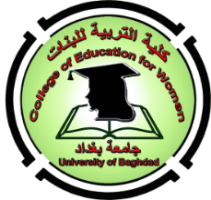 كلية التربية للبنات
College of Education for Women
جامعة بغداد
University of Baghdad